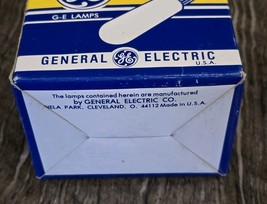 G-E LAMPS
GENERAL GE ELECTRIC
U.S.A.
The lamps contained herein are manufactured
by GENERAL ELECTRIC CO.
NELA PARK, CLEVELAND, O. 44112 Made in U.S.A.